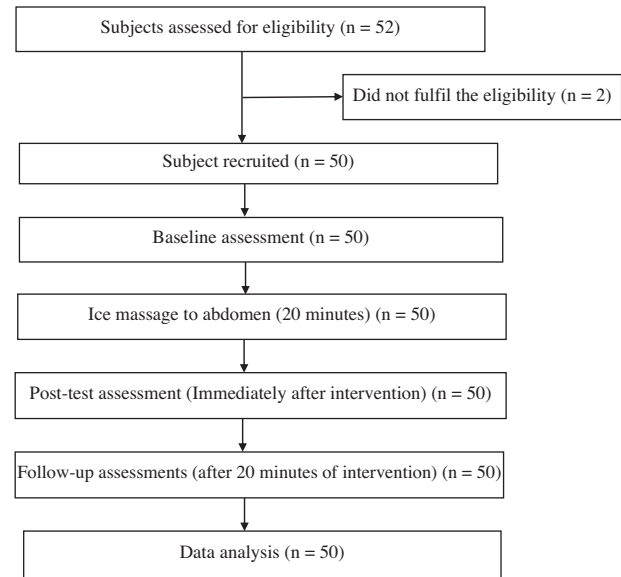 Subjects assessed for eligibility (n = 52)
Did not fulfil the eligibility (n = 2)
Subject recruited (n = 50)
Baseline assessment (n = 50)
Ice massage to abdomen (20 minutes) (n = 50)
Post-test assessment (Immediately after intervention) (n = 50)
Follow-up assessments (after 20 minutes of intervention) (n = 50)
Data analysis (n = 50)